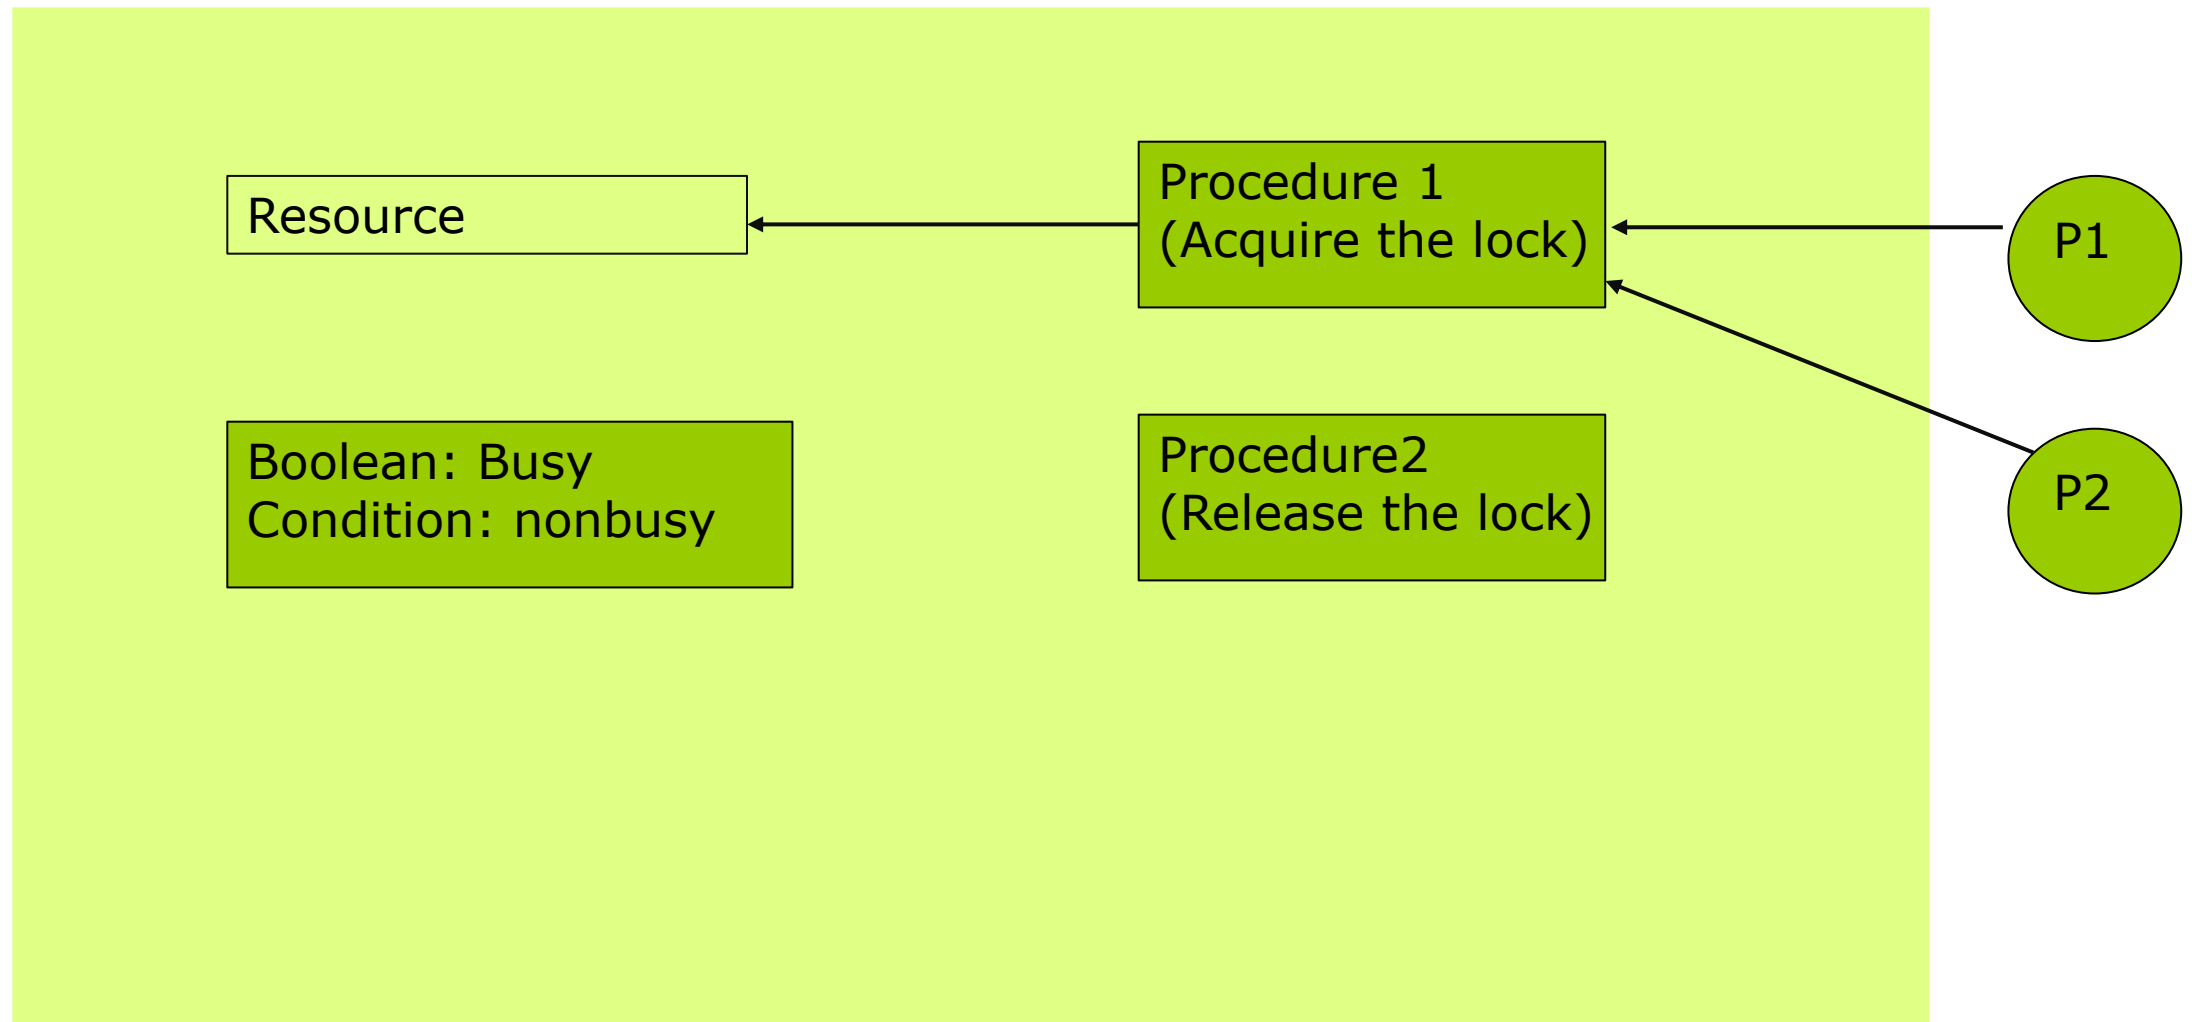 Resource
Procedure 1
(Acquire the lock)
P1
Boolean: Busy
Condition: nonbusy
Procedure2
(Release the lock)
P2